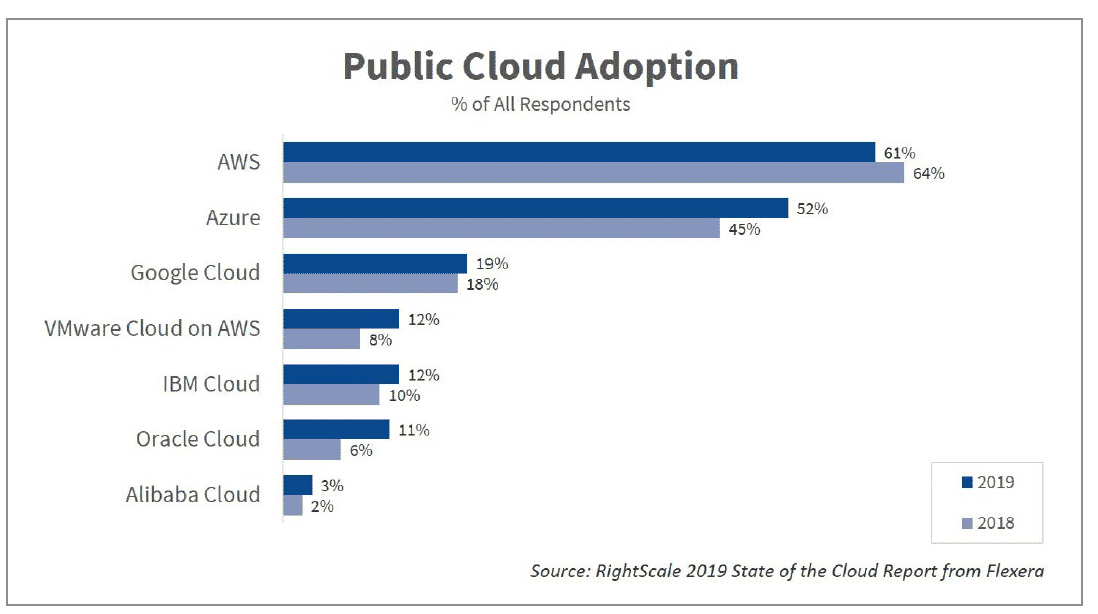 Public Cloud Adoption
% of All Respondents
AWS
61%
64%
Azure
52%
45%
Google Cloud
19%
18%
VMware Cloud on AWS
12%
8%
IBM Cloud
12%
10%
Oracle Cloud
11%
6%
Alibaba Cloud
3%
2%
2019
2018
Source: RightScale 2019 State of the Cloud Report from Flexera